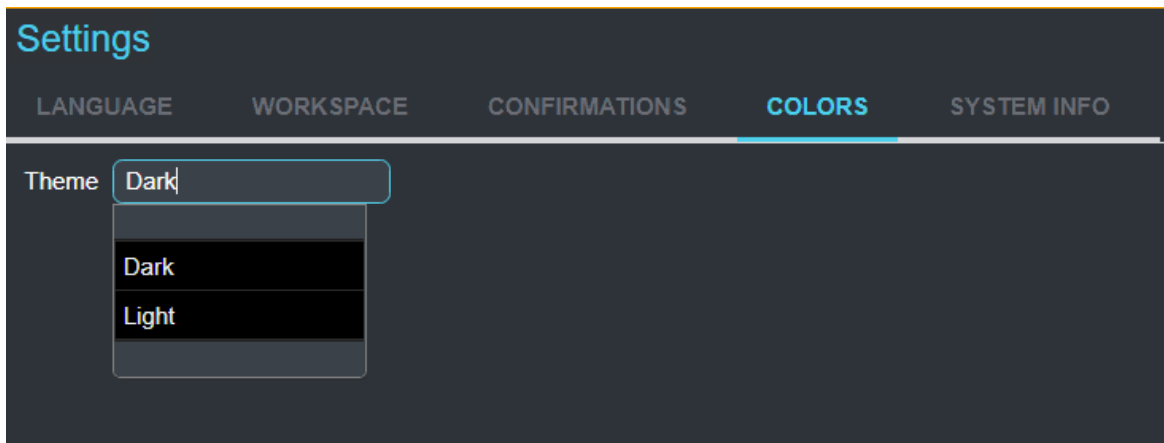 Settings
LANGUAGE WORKSPACE CONFIRMATIONS COLORS SYSTEM INFO
Theme Dark
Dark
Light